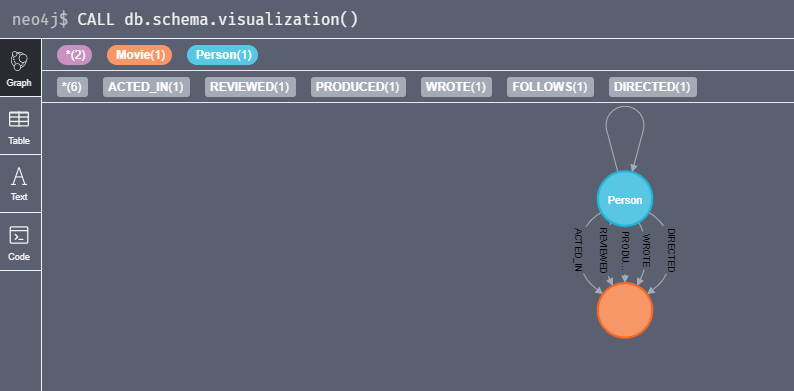 neo4j$ CALL db.schema.visualization()
*(2) Movie(1) Person(1)
Graph
*(6) ACTED_IN(1) REVIEWED(1) PRODUCED(1) WROTE(1) FOLLOWS(1) DIRECTED(1)
Table
Text
Code
Person
ACTED_IN
REVIEWED
PRODU…
WROTE
DIRECTED